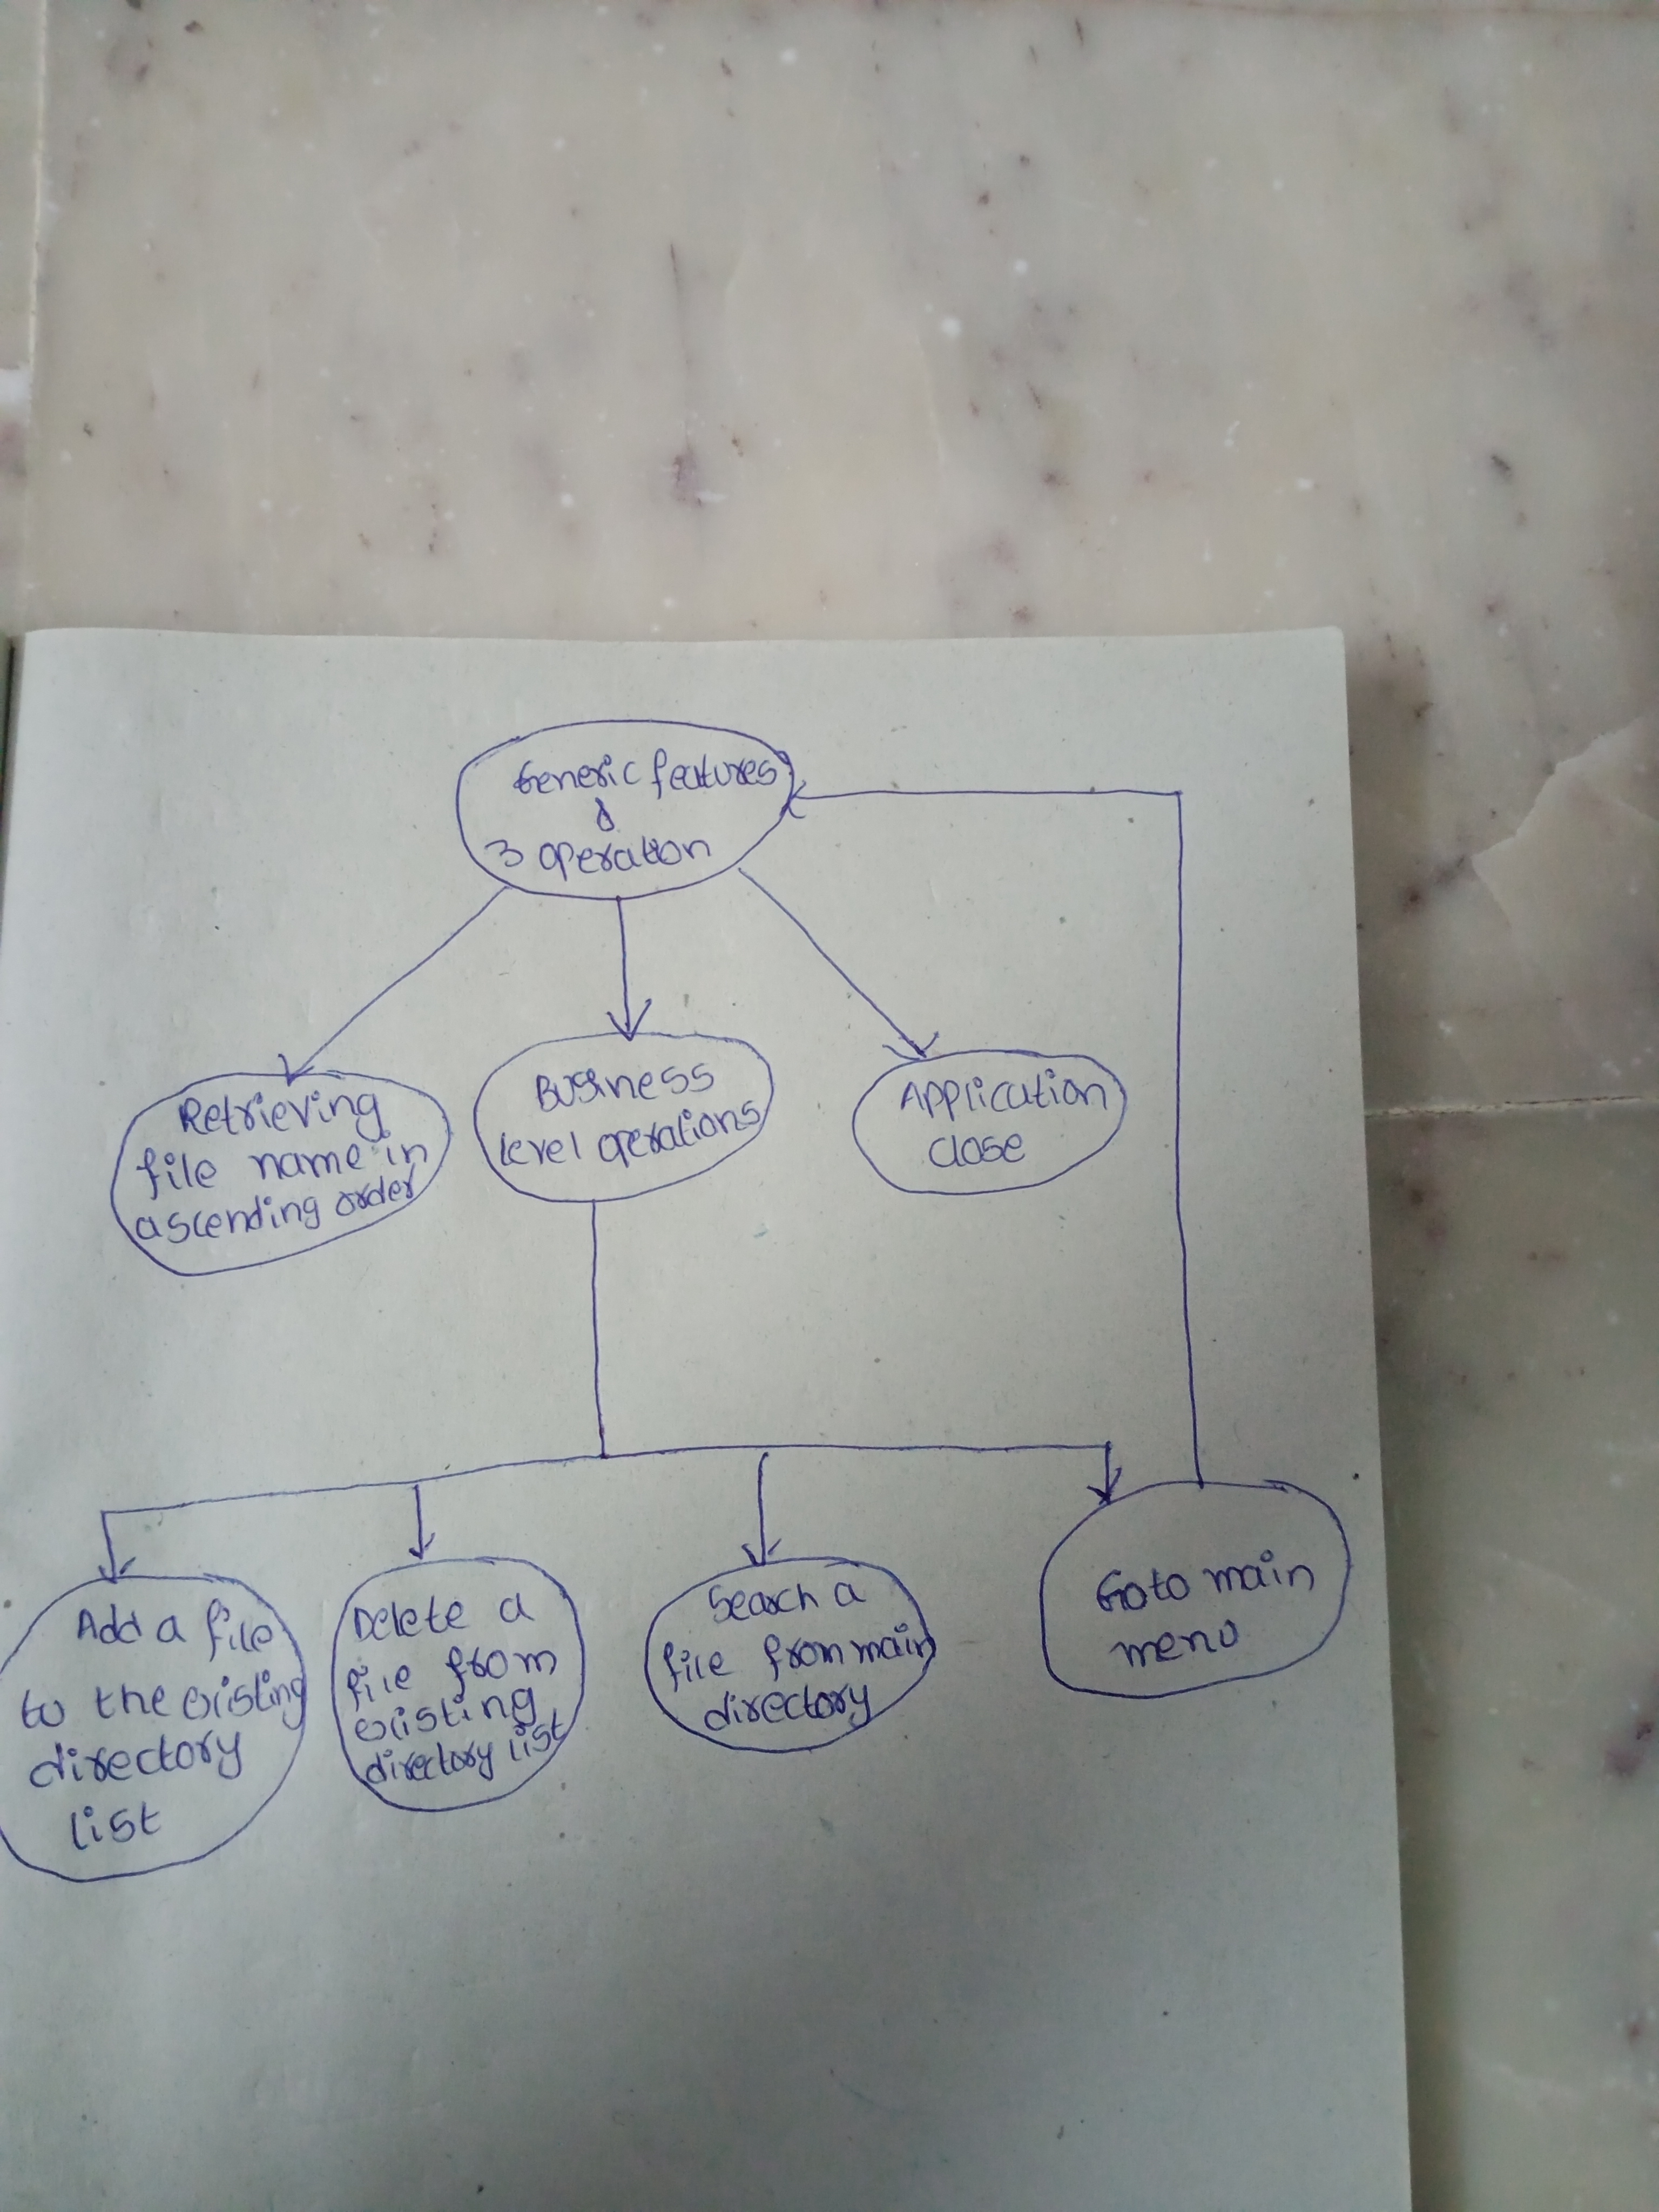 Generic features
&
3 operation
Retrieving
file name in
ascending order
Business
level operations
Application
close
Add a file
to the existing
directory
list
Delete a
file from
existing
directory list
Search a
file from main
directory
Goto main
menu